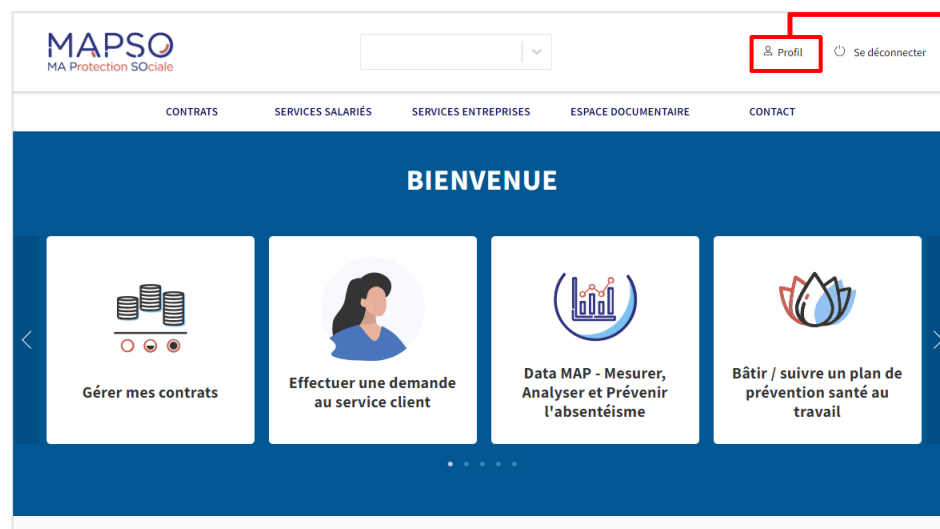 MAPSO
MA Protection SOciale
Profil
Se déconnecter
CONTRATS
SERVICES SALARIÉS
SERVICES ENTREPRISES
ESPACE DOCUMENTAIRE
CONTACT
BIENVENUE
Gérer mes contrats
Effectuer une demande
au service client
Data MAP - Mesurer,
Analyser et Prévenir
l'absentéisme
Bâtir / suivre un plan de
prévention santé au
travail